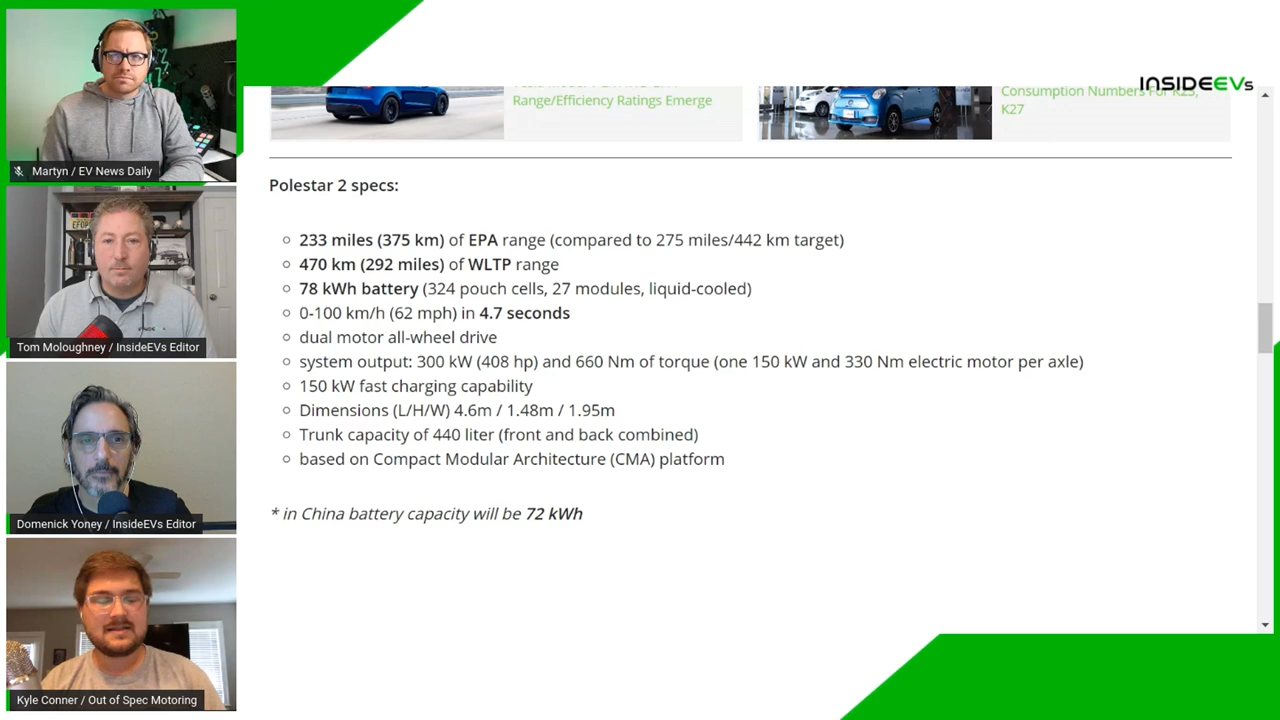 Martyn / EV News Daily
Tom Moloughney / InsideEVs Editor
Domenick Yoney / InsideEVs Editor
Kyle Conner / Out of Spec Motoring
INSIDEEVs
Range/Efficiency Ratings Emerge
Consumption Numbers For K23,
K27
Polestar 2 specs:
233 miles (375 km) of EPA range (compared to 275 miles/442 km target)
470 km (292 miles) of WLTP range
78 kWh battery (324 pouch cells, 27 modules, liquid-cooled)
0-100 km/h (62 mph) in 4.7 seconds
dual motor all-wheel drive
system output: 300 kW (408 hp) and 660 Nm of torque (one 150 kW and 330 Nm electric motor per axle)
150 kW fast charging capability
Dimensions (L/H/W) 4.6m / 1.48m / 1.95m
Trunk capacity of 440 liter (front and back combined)
based on Compact Modular Architecture (CMA) platform
* in China battery capacity will be 72 kWh